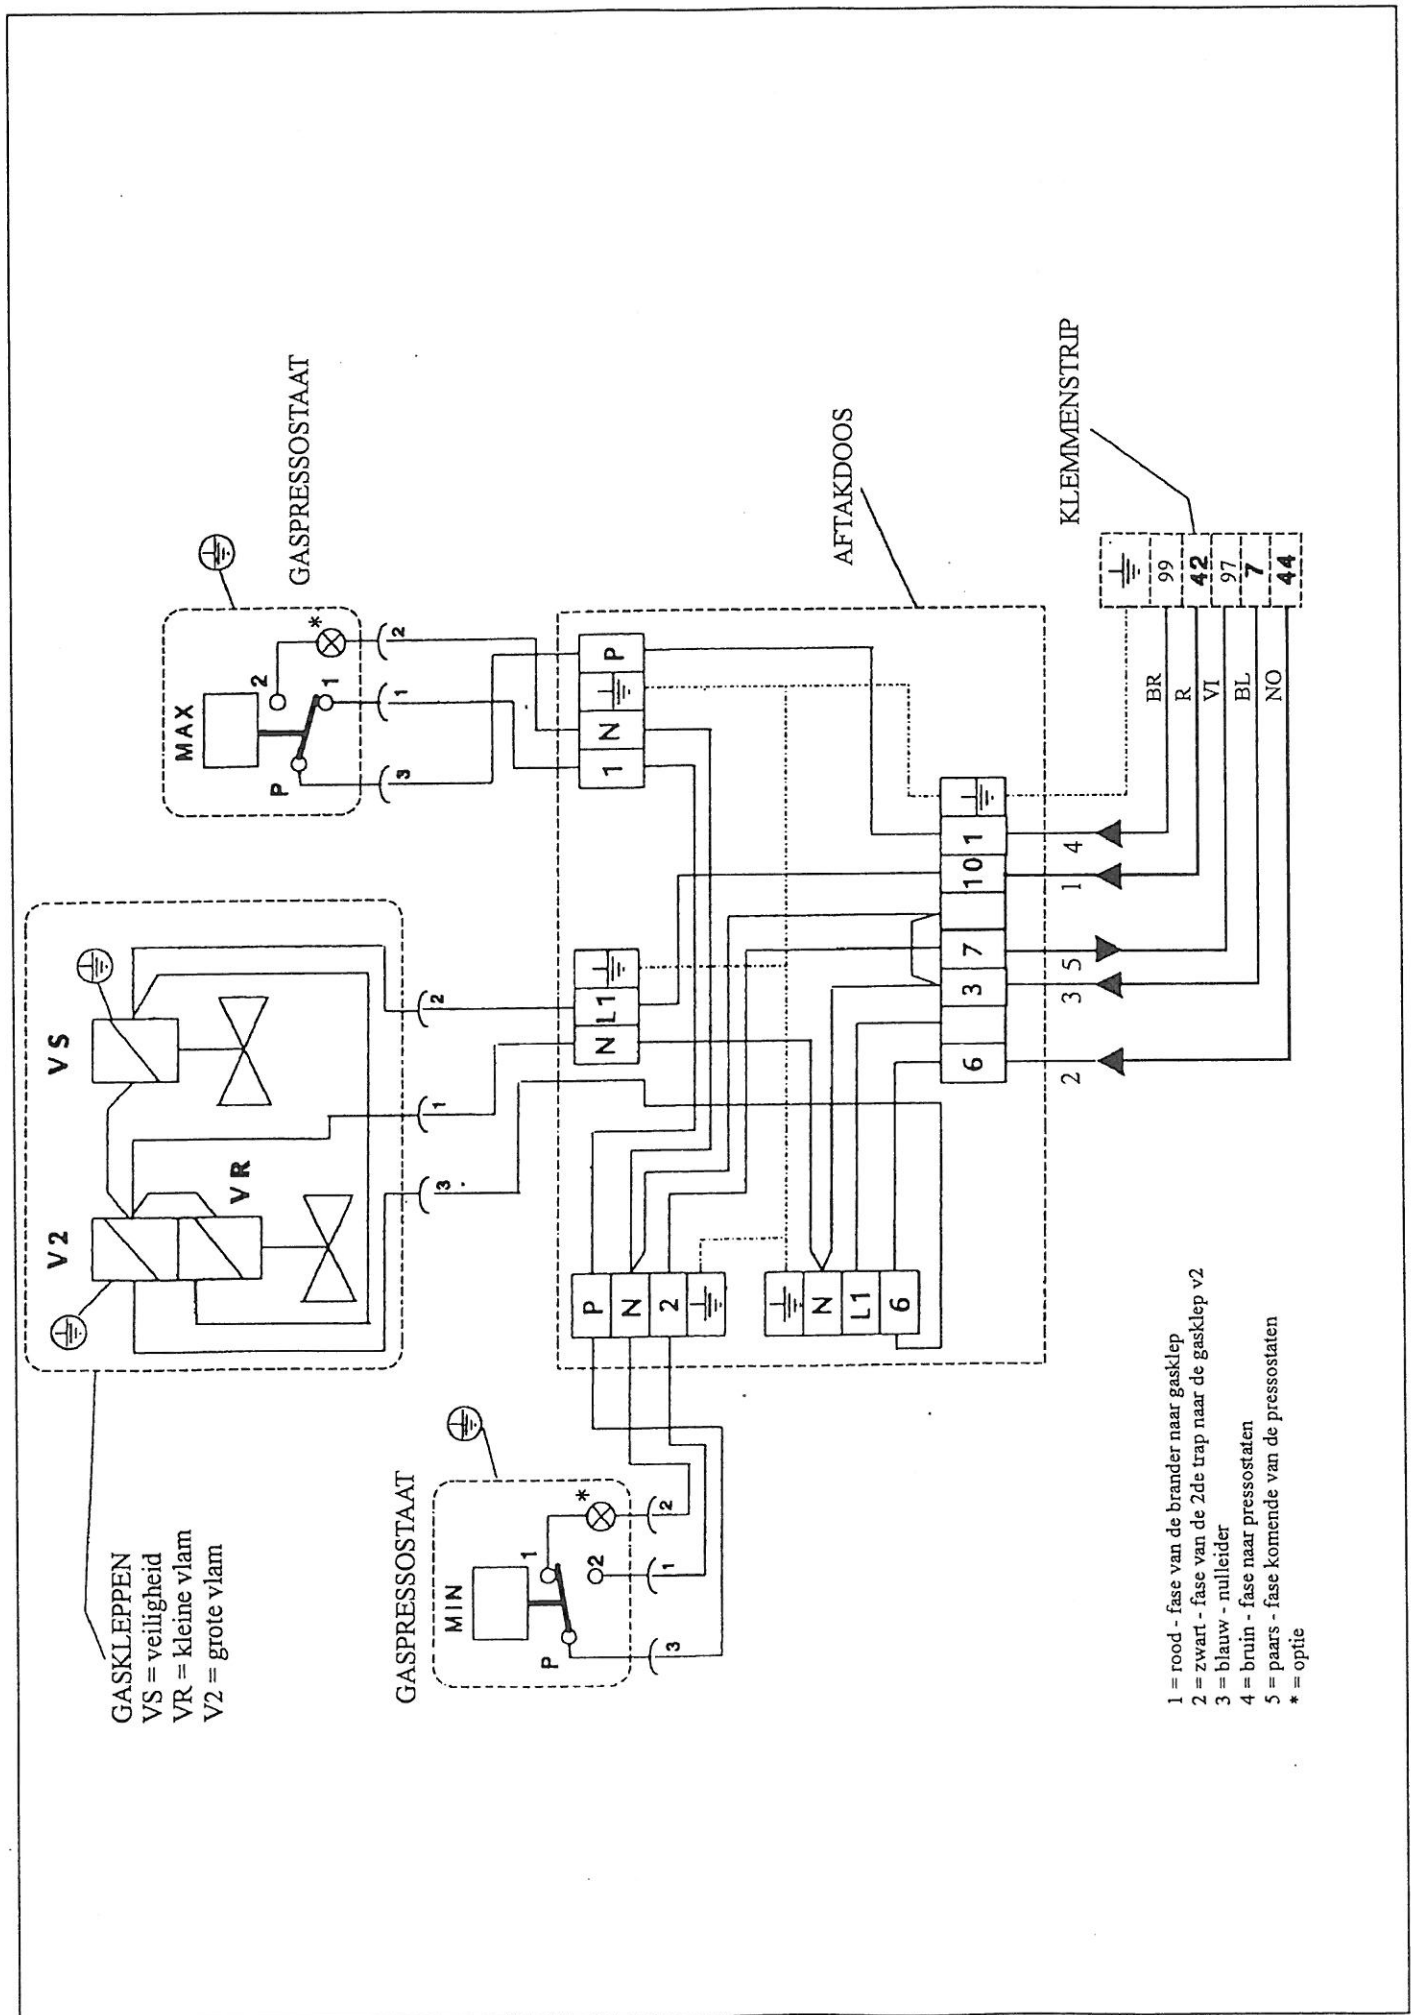 GASKLEPPEN
VS = veiligheid
VR = kleine vlam
V2 = grote vlam
V2
VR
VS
3
1
2
MAX
P
2
1
*
3
1
2
GASPRESSOSTAAT
GASPRESSOSTAAT
MIN
P
1
2
*
3
1
2
P
N
2
N
L1
1
N
P
N
L1
6
AFTAKDOOS
6
3
7
10
1
2
3
5
1
4
KLEMMENSTRIP
BR
R
VI
BL
NO
99
42
97
7
44
1 = rood - fase van de brander naar gasklep
2 = zwart - fase van de 2de trap naar de gasklep v2
3 = blauw - nulleider
4 = bruin - fase naar pressostaten
5 = paars - fase komende van de pressostaten
* = optie